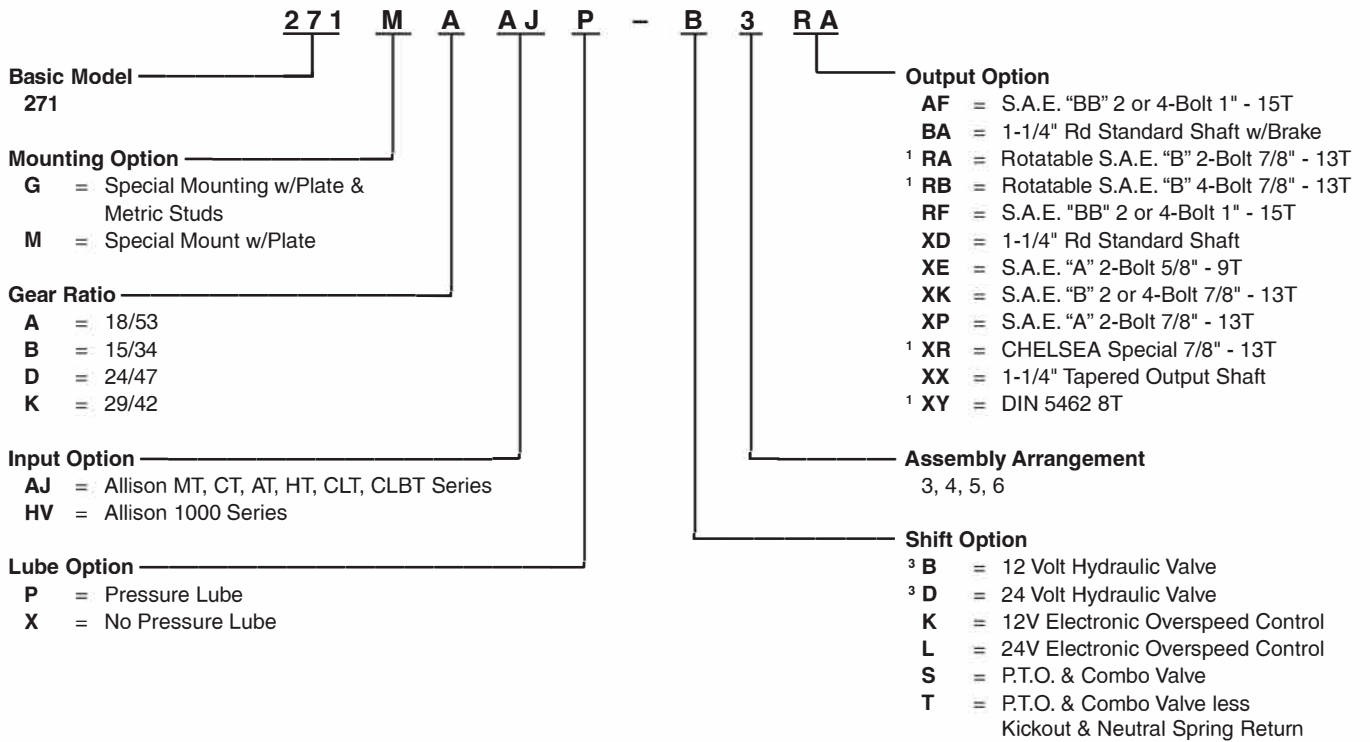 271 M A AJ P – B 3 RA
Basic Model
271
Mounting Option
G = Special Mounting w/Plate &
Metric Studs
M = Special Mount w/Plate
Gear Ratio
A = 18/53
B = 15/34
D = 24/47
K = 29/42
Input Option
AJ = Allison MT, CT, AT, HT, CLT, CLBT Series
HV = Allison 1000 Series
Lube Option
P = Pressure Lube
X = No Pressure Lube
Output Option
AF = S.A.E. “BB” 2 or 4-Bolt 1" - 15T
BA = 1-1/4" Rd Standard Shaft w/Brake
¹ RA = Rotatable S.A.E. “B” 2-Bolt 7/8" - 13T
¹ RB = Rotatable S.A.E. “B” 4-Bolt 7/8" - 13T
RF = S.A.E. "BB" 2 or 4-Bolt 1" - 15T
XD = 1-1/4" Rd Standard Shaft
XE = S.A.E. “A” 2-Bolt 5/8" - 9T
XK = S.A.E. “B” 2 or 4-Bolt 7/8" - 13T
XP = S.A.E. “A” 2-Bolt 7/8" - 13T
¹ XR = CHELSEA Special 7/8" - 13T
XX = 1-1/4" Tapered Output Shaft
¹ XY = DIN 5462 8T
Assembly Arrangement
3, 4, 5, 6
Shift Option
³ B = 12 Volt Hydraulic Valve
³ D = 24 Volt Hydraulic Valve
K = 12V Electronic Overspeed Control
L = 24V Electronic Overspeed Control
S = P.T.O. & Combo Valve
T = P.T.O. & Combo Valve less
Kickout & Neutral Spring Return